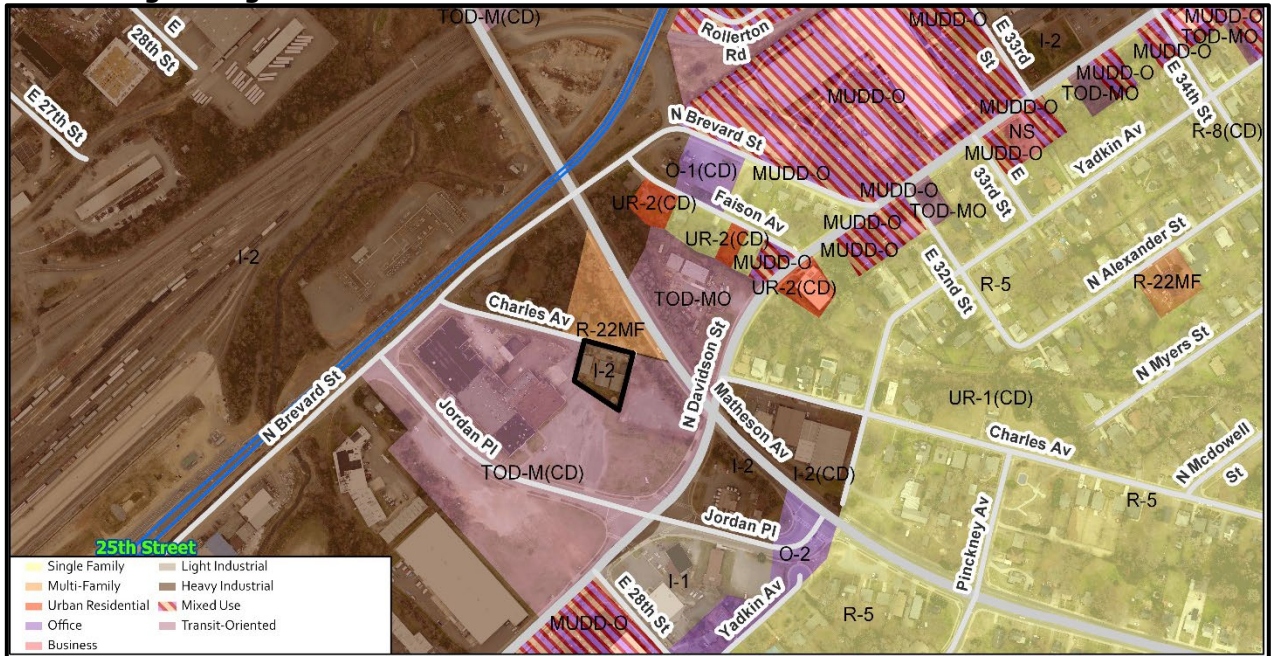 TOD-M(CD)
Rollerton
Rd
E 33rd
St
I-2
MUDD-O
TOD-MO
MUDD-O
E 34th St
MUDD-O
TOD-MO
E
28th St
E 27th St
MUDD-O
MUDD-O
NS
MUDD-O
R-8(CD)
Yadkin Av
N Brevard St
O-1(CD)
MUDD-O
E
33rd St
MUDD-O
TOD-MO
UR-2(CD)
Faison Av
UR-2(CD)
MUDD-O
MUDD-O
MUDD-O
UR-2(CD)
E 32nd St
N Alexander St
R-22MF
R-5
I-2
TOD-MO
Charles Av
R-22MF
I-2
N Davidson St
N Myers St
UR-1(CD)
Charles Av
N Mcdowell
St
N Brevard St
Jordan Pl
TOD-M(CD)
Matheson Av
I-2
I-2(CD)
R-5
Pinckney Av
Jordan Pl
O-2
25th Street
I-1
E 28th St
Yadkin Av
MUDD-O
R-5
Single Family
Light Industrial
Multi-Family
Heavy Industrial
Urban Residential
Mixed Use
Office
Transit-Oriented
Business